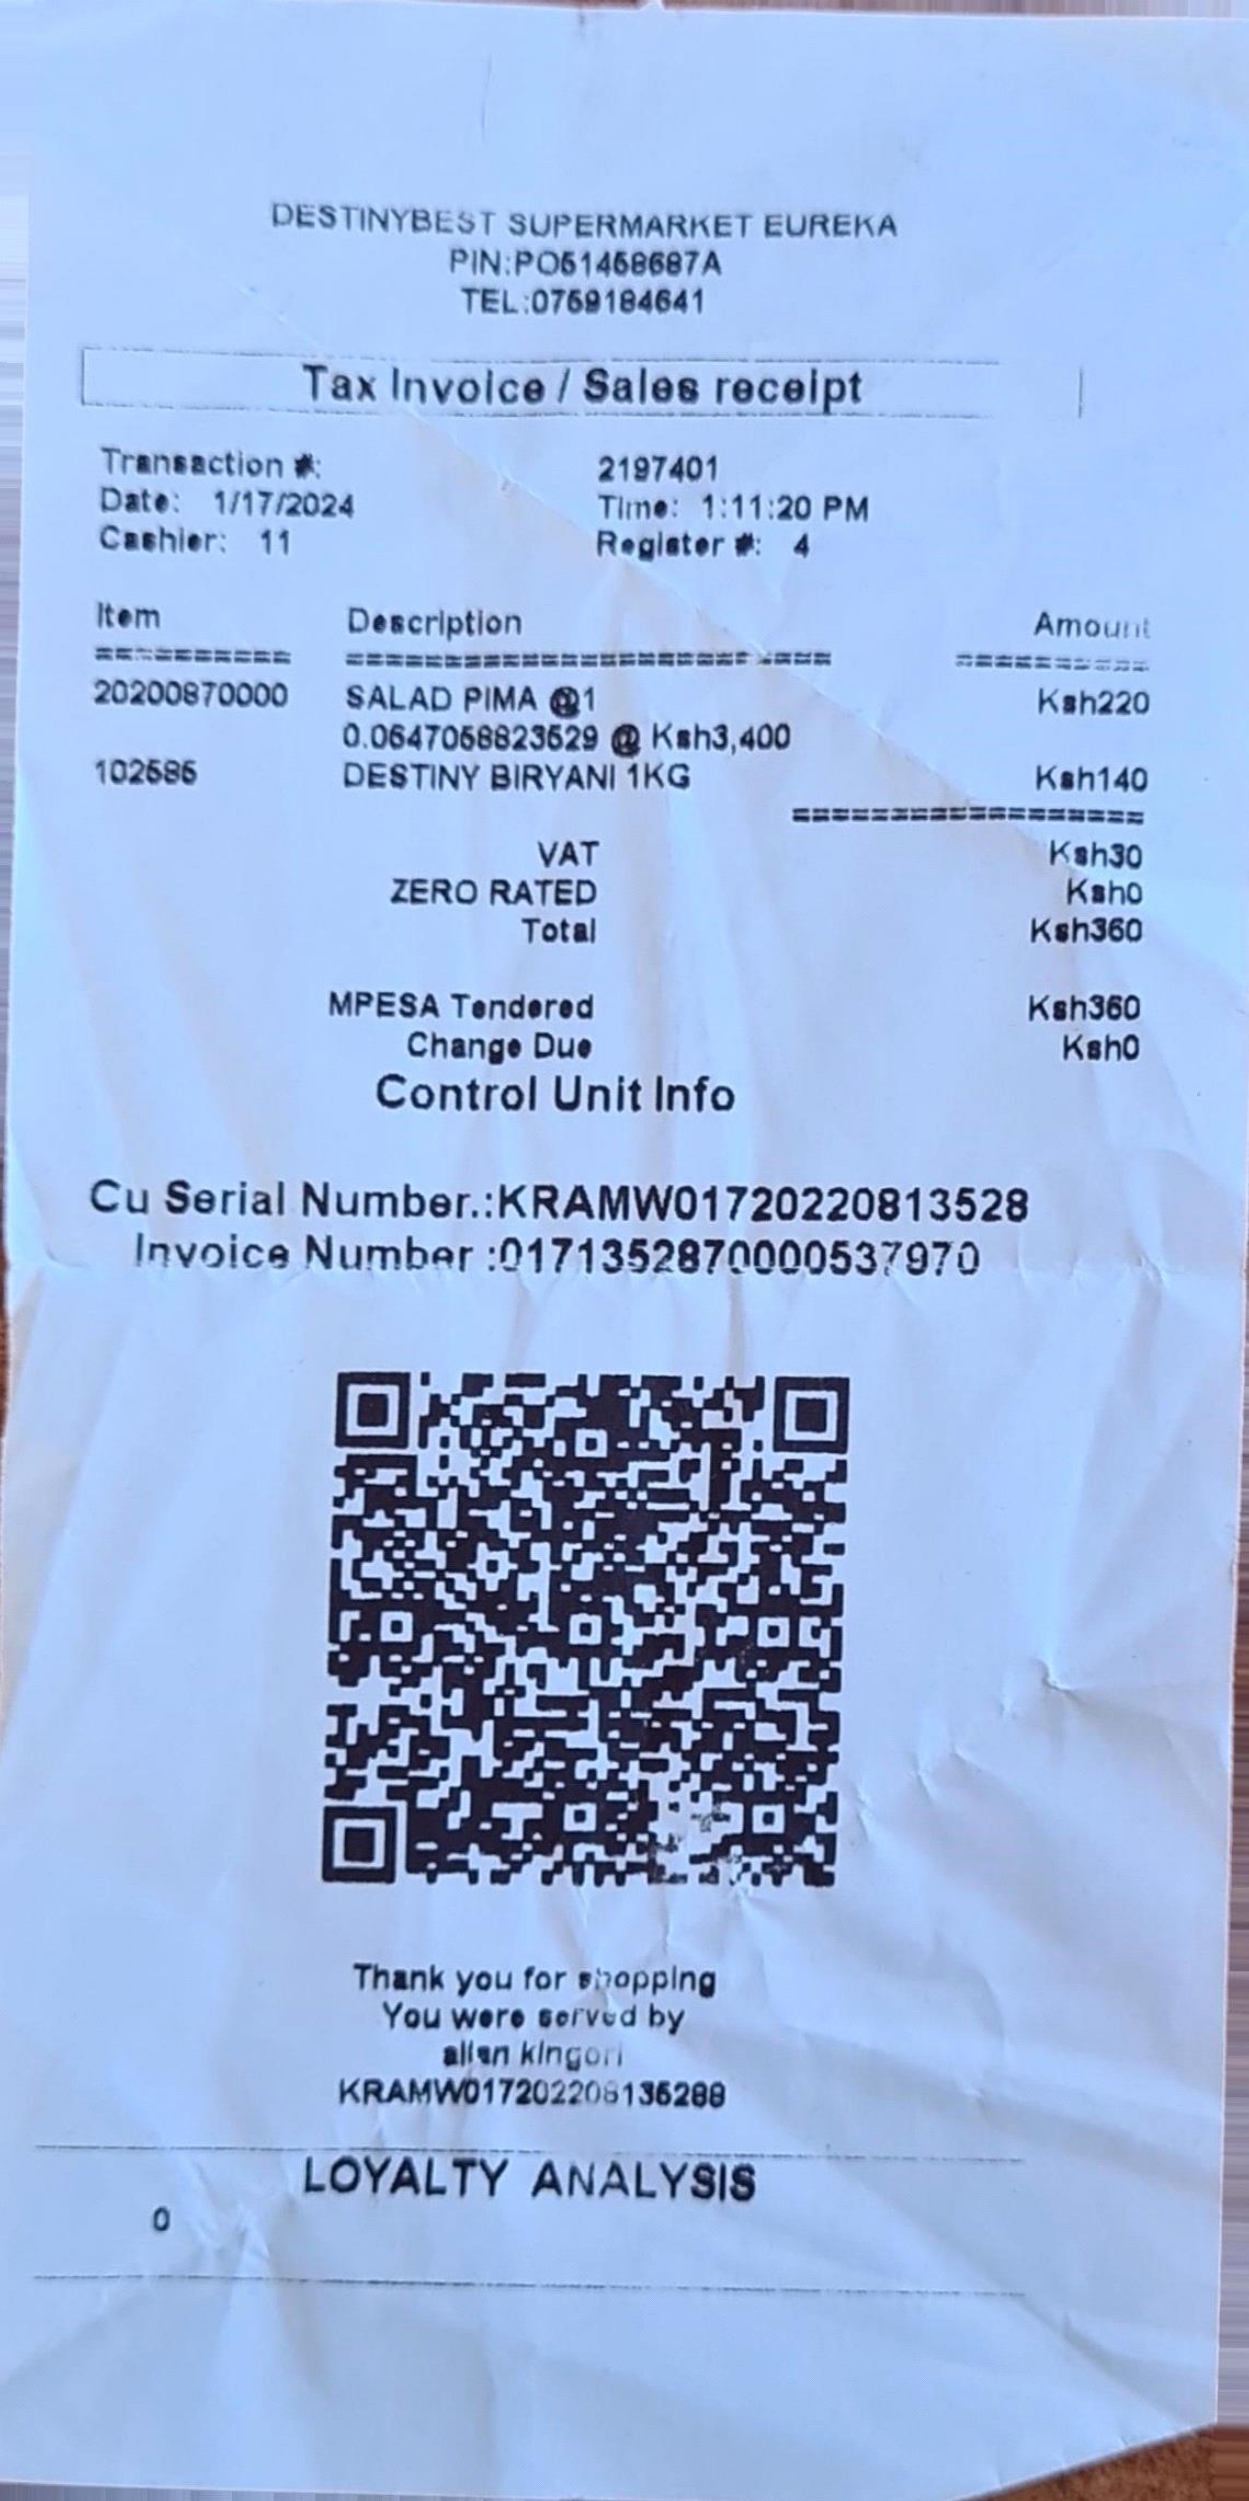 DESTINYBEST SUPERMARKET EUREKA
PIN:PO51458687A
TEL:0759184641
Tax Invoice / Sales receipt
Transaction #: 2197401
Date: 1/17/2024 Time: 1:11:20 PM
Cashier: 11 Register #: 4
Item Description Amount
========== ========================= ==========
20200870000 SALAD PIMA @1 Ksh220
0.0647058823529 @ Ksh3,400
102585 DESTINY BIRYANI 1KG Ksh140
==================
VAT Ksh30
ZERO RATED Ksh0
Total Ksh360
MPESA Tendered Ksh360
Change Due Ksh0
Control Unit Info
Cu Serial Number.:KRAMW01720220813528
Invoice Number :0171352870000537970
Thank you for shopping
You were served by
allan kingori
KRAMW017202208135288
LOYALTY ANALYSIS
0